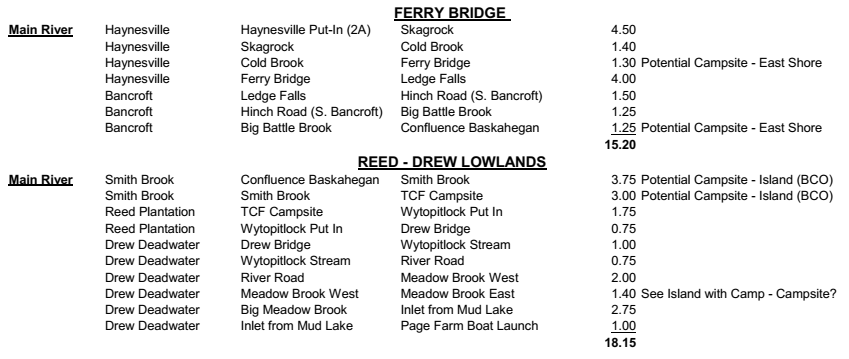 FERRY BRIDGE
Main River Haynesville Haynesville Put-In (2A) Skagrock 4.50
Haynesville Skagrock Cold Brook 1.40
Haynesville Cold Brook Ferry Bridge 1.30 Potential Campsite - East Shore
Haynesville Ferry Bridge Ledge Falls 4.00
Bancroft Ledge Falls Hinch Road (S. Bancroft) 1.50
Bancroft Hinch Road (S. Bancroft) Big Battle Brook 1.25
Bancroft Big Battle Brook Confluence Baskahegan 1.25 Potential Campsite - East Shore
15.20
REED - DREW LOWLANDS
Main River Smith Brook Confluence Baskahegan Smith Brook 3.75 Potential Campsite - Island (BCO)
Smith Brook Smith Brook TCF Campsite 3.00 Potential Campsite - Island (BCO)
Reed Plantation TCF Campsite Wytopitlock Put In 1.75
Reed Plantation Wytopitlock Put In Drew Bridge 0.75
Drew Deadwater Drew Bridge Wytopitlock Stream 1.00
Drew Deadwater Wytopitlock Stream River Road 0.75
Drew Deadwater River Road Meadow Brook West 2.00
Drew Deadwater Meadow Brook West Meadow Brook East 1.40 See Island with Camp - Campsite?
Drew Deadwater Big Meadow Brook Inlet from Mud Lake 2.75
Drew Deadwater Inlet from Mud Lake Page Farm Boat Launch 1.00
18.15